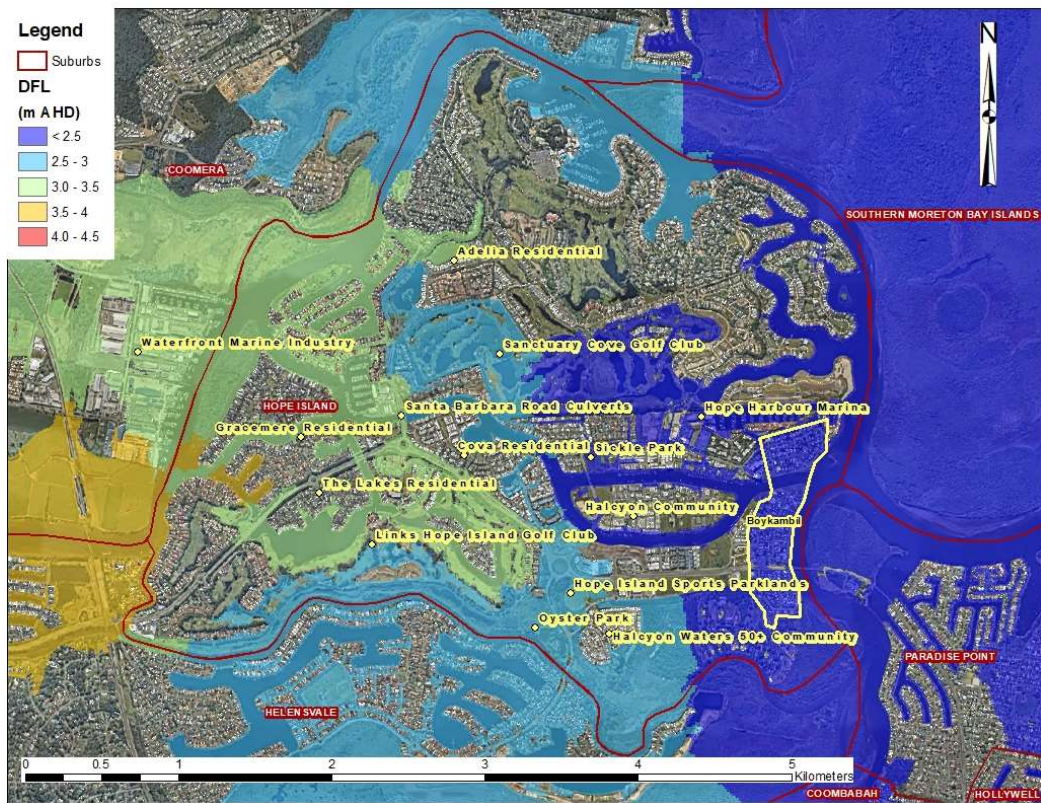 Legend
Suburbs
DFL
(m AHD)
< 2.5
2.5 - 3
3.0 - 3.5
3.5 - 4
4.0 - 4.5
N
COOMERA
SOUTHERN MORETON BAY ISLANDS
Adelia Residential
Waterfront Marine Industry
Sanctuary Cove Golf Club
HOPE ISLAND
Santa Barbara Road Culverts
Hope Harbour Marina
Gracemere Residential
Cova Residential
Sickle Park
The Lakes Residential
Halcyon Community
Boykambil
Links Hope Island Golf Club
Hope Island Sports Parklands
Oyster Park
Halcyon Waters 50+ Community
PARADISE POINT
HELENSVALE
0 0.5 1 2 3 4 5
Kilometers
COOMBABAH
HOLLYWELL